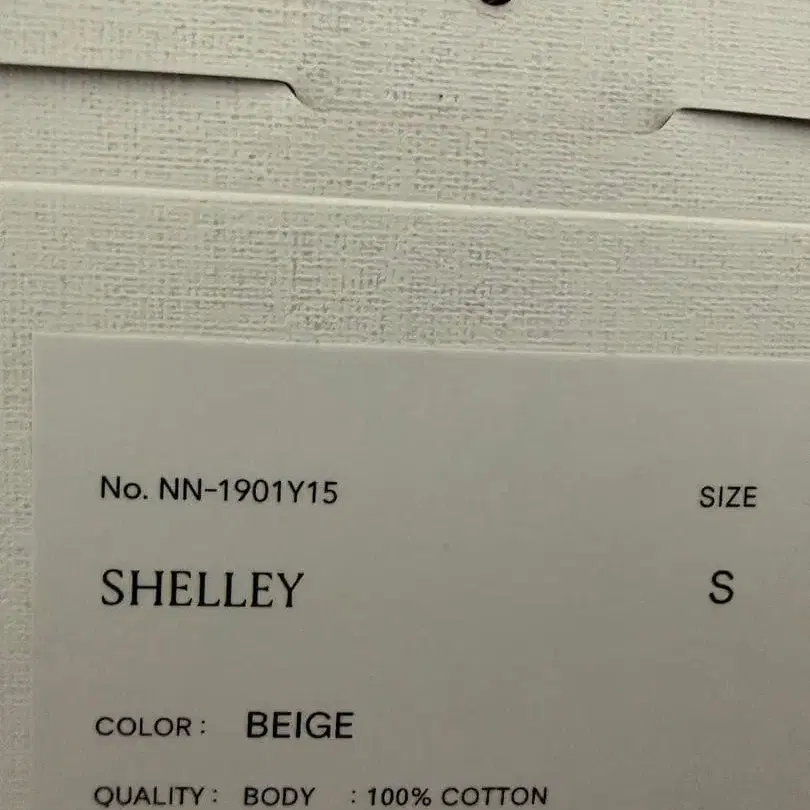 No. NN-1901Y15 SIZE
SHELLEY S
COLOR : BEIGE
QUALITY : BODY : 100% COTTON